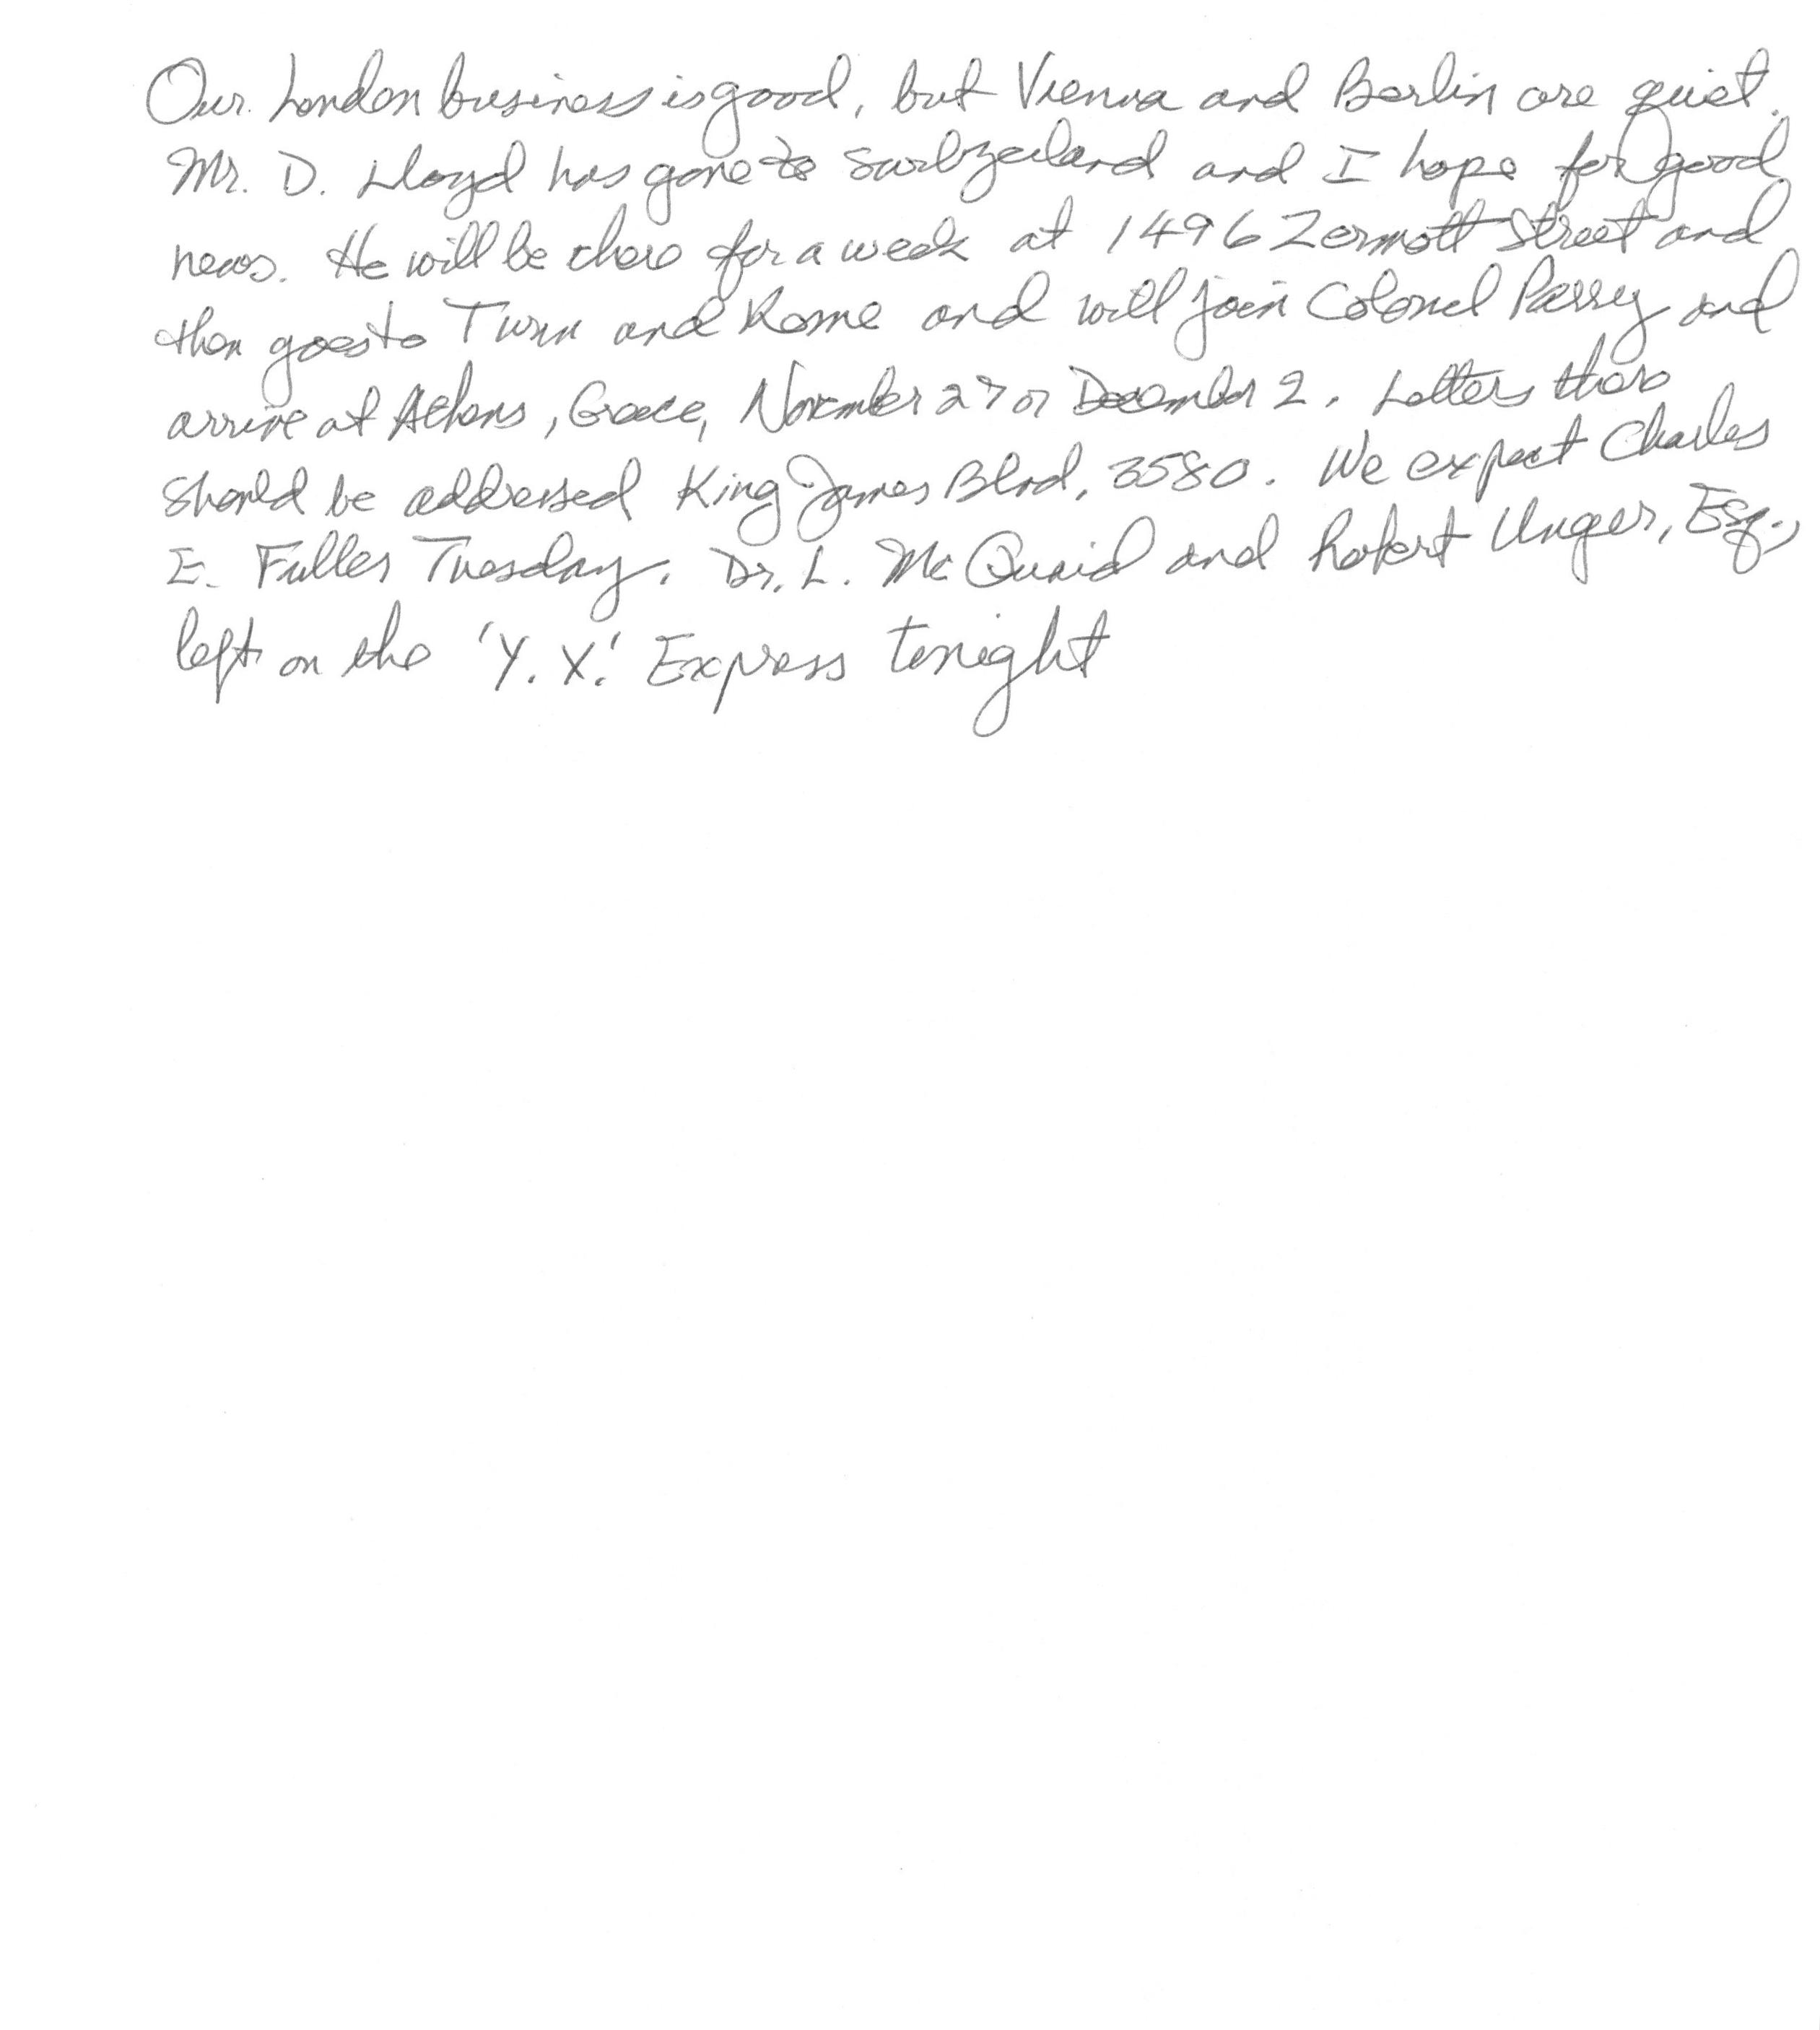 Our London business is good, but Vienna and Berlin are quiet.
Mr. D. Lloyd has gone to Switzerland and I hope for good
news. He will be there for a week at 1496 Zermott Street and
then goes to Turin and Rome and will join Colonel Parry and
arrive at Athens, Greece, November 27 or December 2. Letters there
should be addressed King James Blvd, 3580. We expect Charles
E. Fuller Tuesday. Dr. L. McQuaid and Robert Unger, Esq.,
left on the 'Y.X.' Express tonight